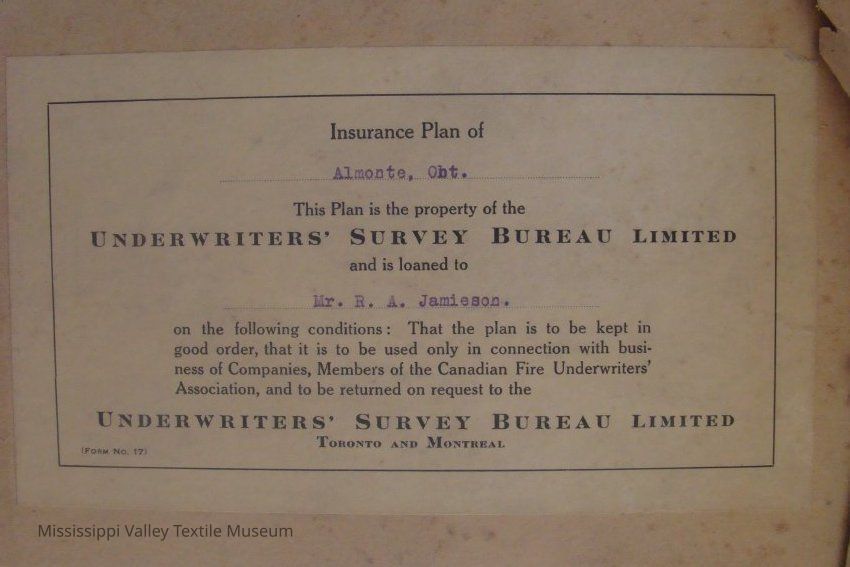 Insurance Plan of
Almonte, Ont.
This Plan is the property of the
UNDERWRITERS' SURVEY BUREAU LIMITED
and is loaned to
Mr. R. A. Jamieson.
on the following conditions: That the plan is to be kept in
good order, that it is to be used only in connection with busi-
ness of Companies, Members of the Canadian Fire Underwriters'
Association, and to be returned on request to the
UNDERWRITERS' SURVEY BUREAU LIMITED
TORONTO AND MONTREAL
(FORM NO. 17)
Mississippi Valley Textile Museum